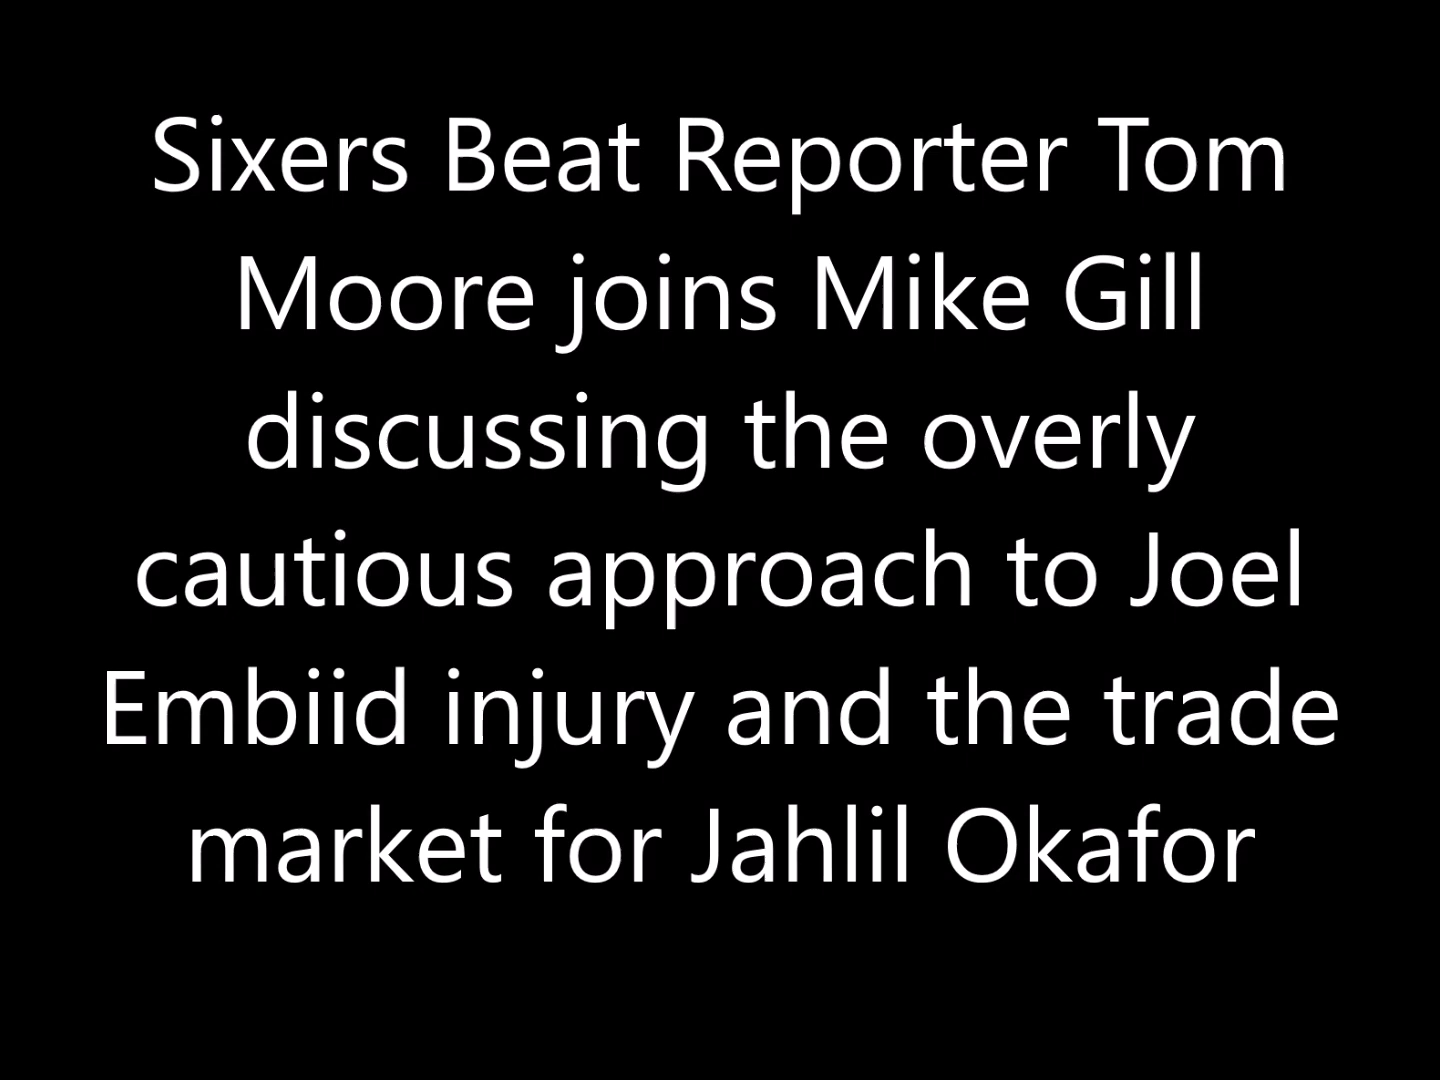 Sixers Beat Reporter Tom
Moore joins Mike Gill
discussing the overly
cautious approach to Joel
Embiid injury and the trade
market for Jahlil Okafor